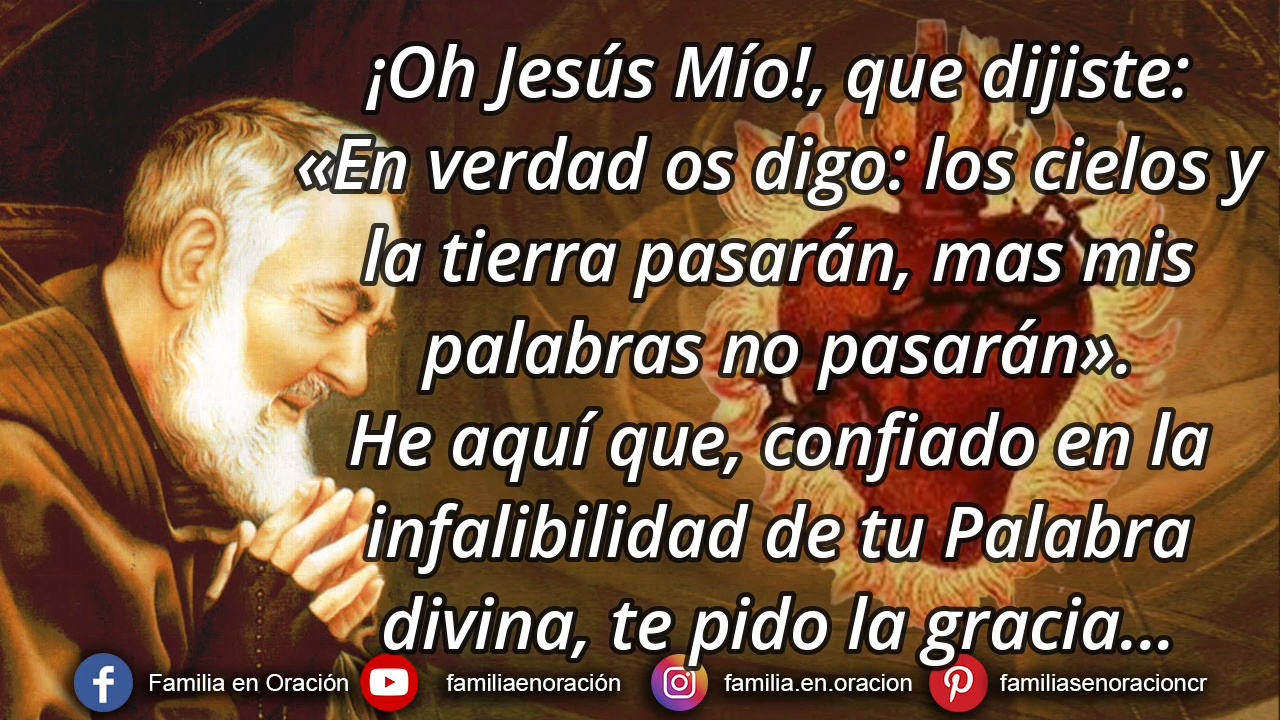 ¡Oh Jesús Mío!, que dijiste:
«En verdad os digo: los cielos y
la tierra pasarán, mas mis
palabras no pasarán».
He aquí que, confiado en la
infalibilidad de tu Palabra
divina, te pido la gracia...
Familia en Oración familiaenoración familia.en.oracion familiasenoracioncr